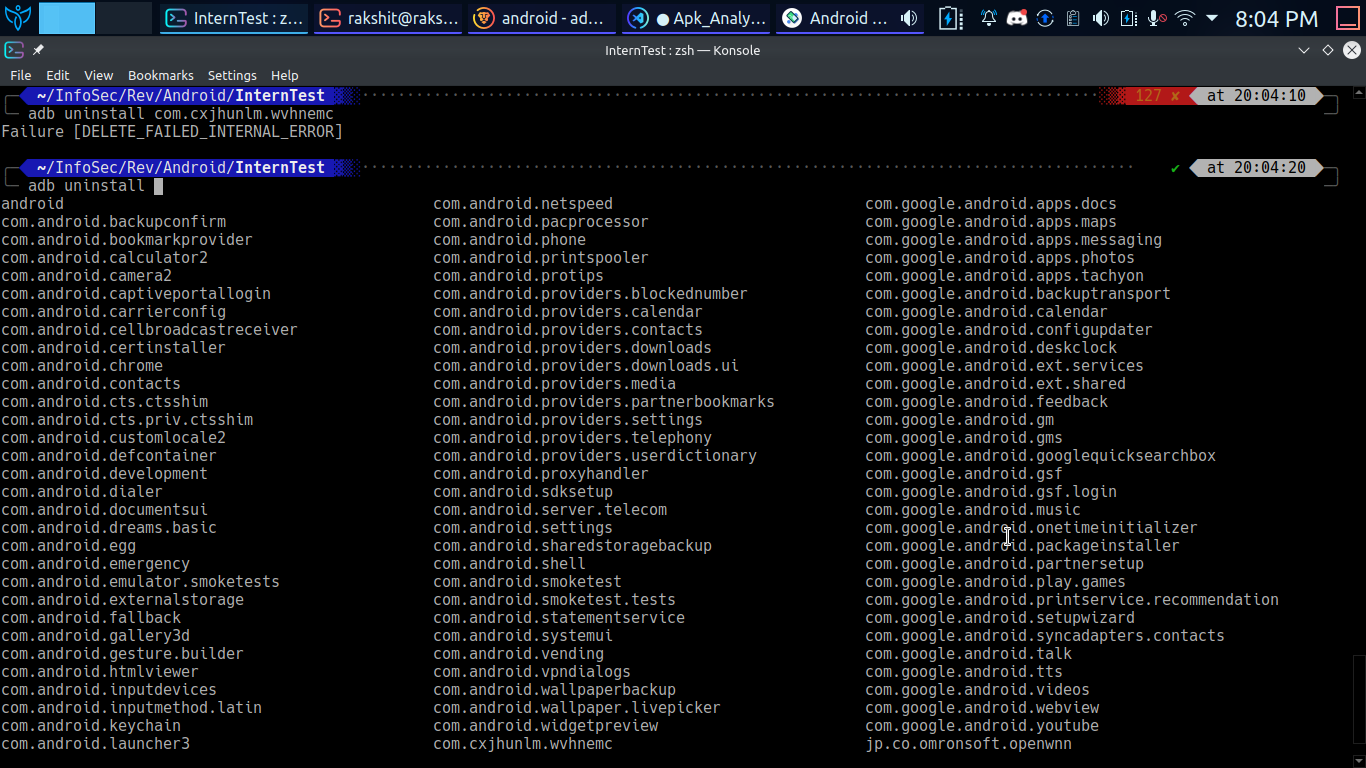 InternTest : z...
rakshit@raks...
android - ad...
● Apk_Analy...
Android ...
8:04 PM
InternTest : zsh — Konsole
File Edit View Bookmarks Settings Help
~/InfoSec/Rev/Android/InternTest 127 ✘ at 20:04:10
adb uninstall com.cxjhunlm.wvhnemc
Failure [DELETE_FAILED_INTERNAL_ERROR]
~/InfoSec/Rev/Android/InternTest ✔ at 20:04:20
adb uninstall
android com.android.netspeed com.google.android.apps.docs
com.android.backupconfirm com.android.pacprocessor com.google.android.apps.maps
com.android.bookmarkprovider com.android.phone com.google.android.apps.messaging
com.android.calculator2 com.android.printspooler com.google.android.apps.photos
com.android.camera2 com.android.protips com.google.android.apps.tachyon
com.android.captiveportallogin com.android.providers.blockednumber com.google.android.backuptransport
com.android.carrierconfig com.android.providers.calendar com.google.android.calendar
com.android.cellbroadcastreceiver com.android.providers.contacts com.google.android.configupdater
com.android.certinstaller com.android.providers.downloads com.google.android.deskclock
com.android.chrome com.android.providers.downloads.ui com.google.android.ext.services
com.android.contacts com.android.providers.media com.google.android.ext.shared
com.android.cts.ctsshim com.android.providers.partnerbookmarks com.google.android.feedback
com.android.cts.priv.ctsshim com.android.providers.settings com.google.android.gm
com.android.customlocale2 com.android.providers.telephony com.google.android.gms
com.android.defcontainer com.android.providers.userdictionary com.google.android.googlequicksearchbox
com.android.development com.android.proxyhandler com.google.android.gsf
com.android.dialer com.android.sdksetup com.google.android.gsf.login
com.android.documentsui com.android.server.telecom com.google.android.music
com.android.dreams.basic com.android.settings com.google.android.onetimeinitializer
com.android.egg com.android.sharedstoragebackup com.google.android.packageinstaller
com.android.emergency com.android.shell com.google.android.partnersetup
com.android.emulator.smoketests com.android.smoketest com.google.android.play.games
com.android.externalstorage com.android.smoketest.tests com.google.android.printservice.recommendation
com.android.fallback com.android.statementservice com.google.android.setupwizard
com.android.gallery3d com.android.systemui com.google.android.syncadapters.contacts
com.android.gesture.builder com.android.vending com.google.android.talk
com.android.htmlviewer com.android.vpndialogs com.google.android.tts
com.android.inputdevices com.android.wallpaperbackup com.google.android.videos
com.android.inputmethod.latin com.android.wallpaper.livepicker com.google.android.webview
com.android.keychain com.android.widgetpreview com.google.android.youtube
com.android.launcher3 com.cxjhunlm.wvhnemc jp.co.omronsoft.openwnn